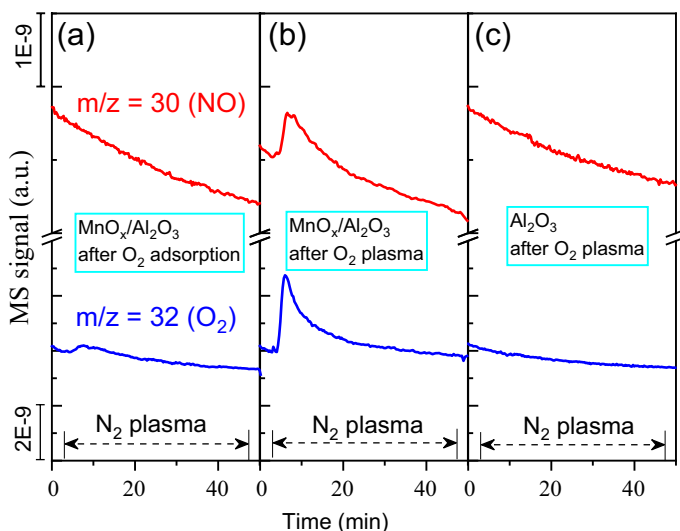 (a)
(b)
(c)
1E-9
m/z = 30 (NO)
MS signal (a.u.)
MnOₓ/Al₂O₃
after O₂ adsorption
MnOₓ/Al₂O₃
after O₂ plasma
Al₂O₃
after O₂ plasma
m/z = 32 (O₂)
2E-9
N₂ plasma
N₂ plasma
N₂ plasma
0 20 40 0 20 40 0 20 40
Time (min)